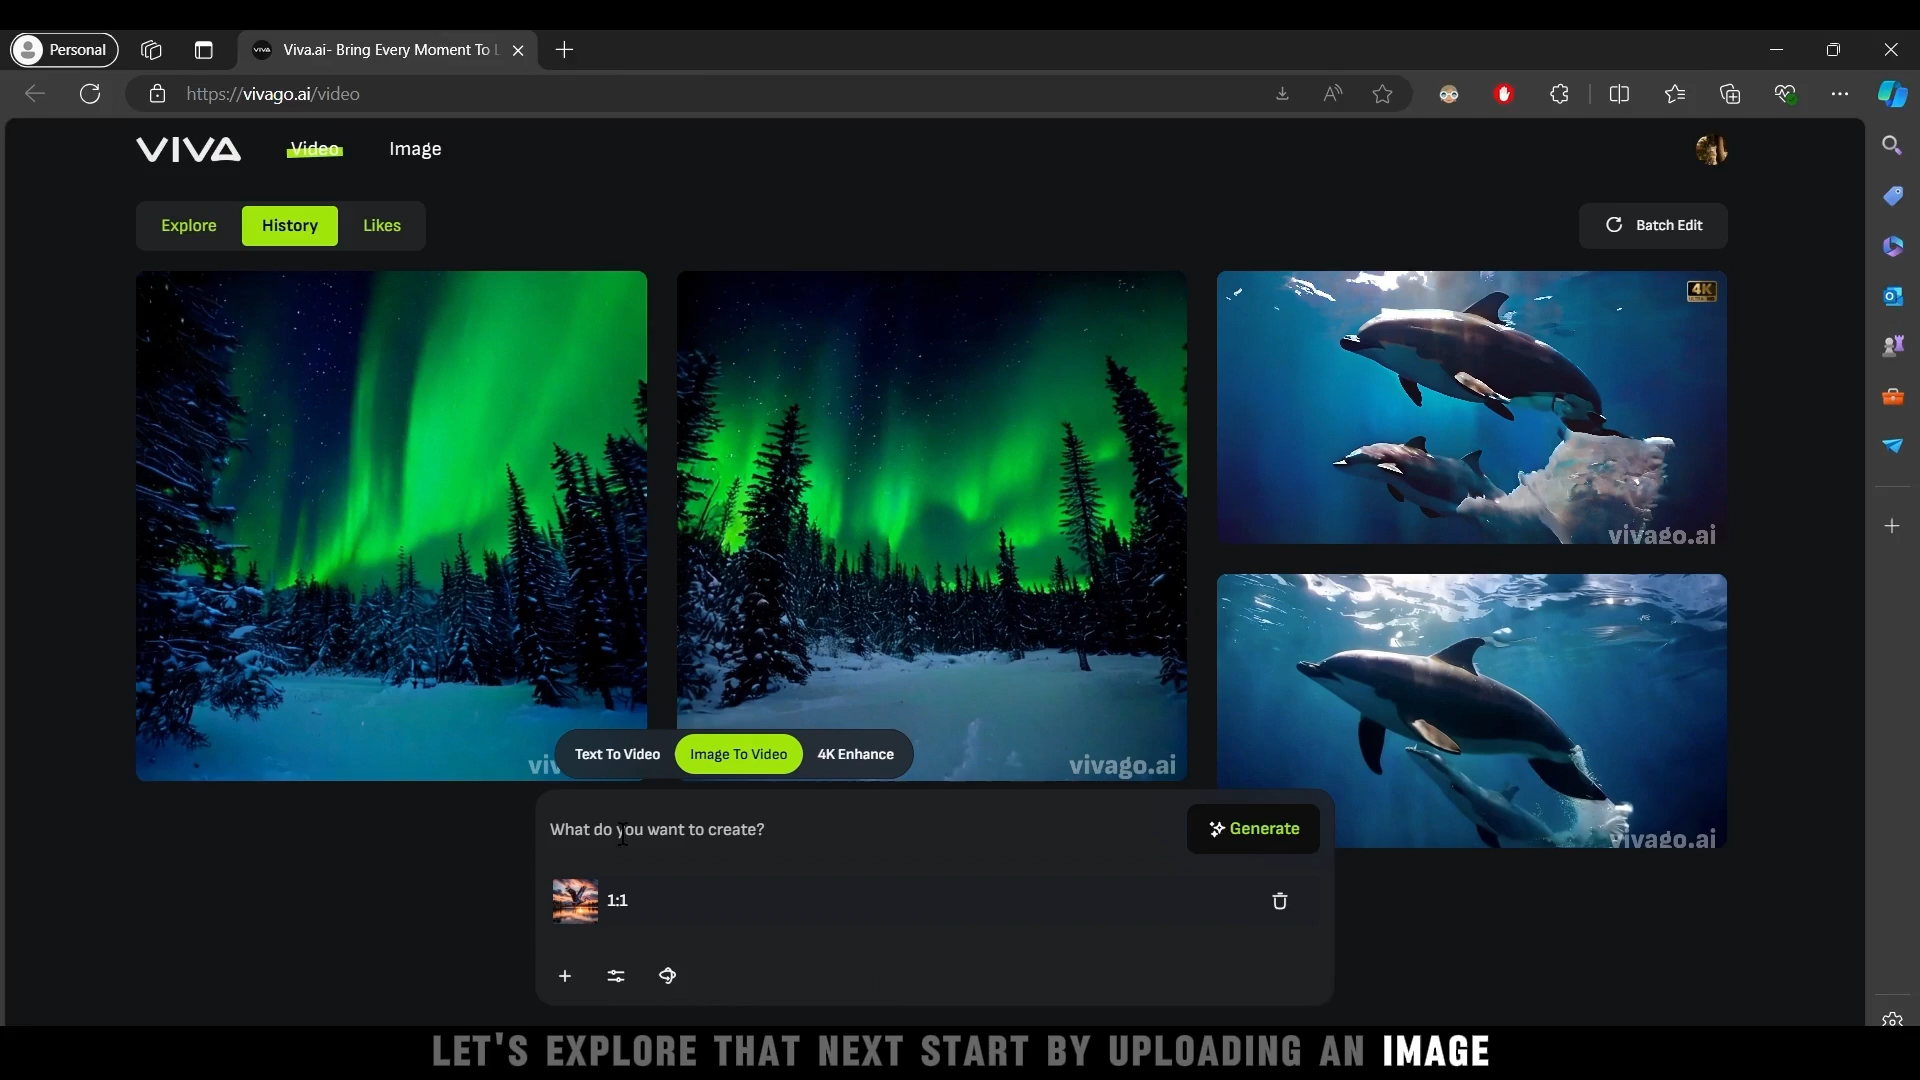 Personal
VIVA
Viva.ai- Bring Every Moment To L
https://vivago.ai/video
VIVA
Video
Image
Explore
History
Likes
Batch Edit
4K
vivago.ai
vivago.ai
vivago.ai
viv
Text To Video
Image To Video
4K Enhance
What do you want to create?
Generate
1:1
LET'S EXPLORE THAT NEXT START BY UPLOADING AN IMAGE